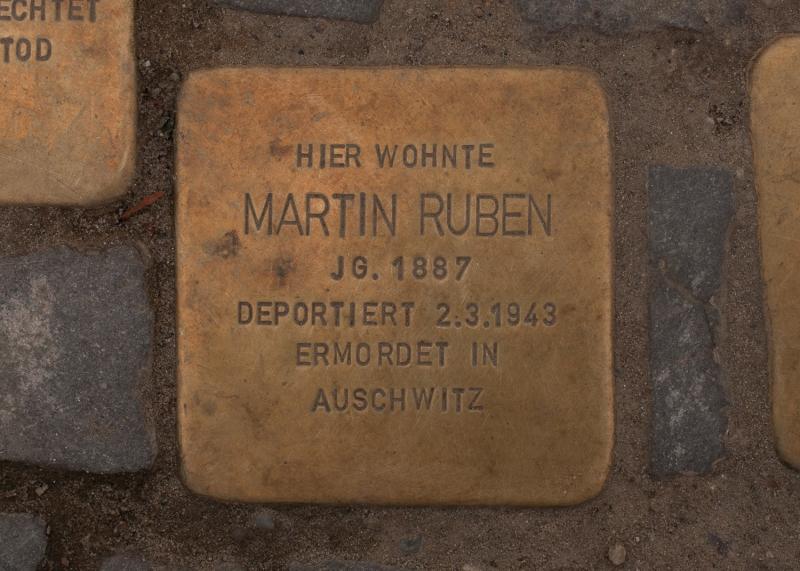 ECHTET
TOD
HIER WOHNTE
MARTIN RUBEN
JG. 1887
DEPORTIERT 2.3.1943
ERMORDET IN
AUSCHWITZ